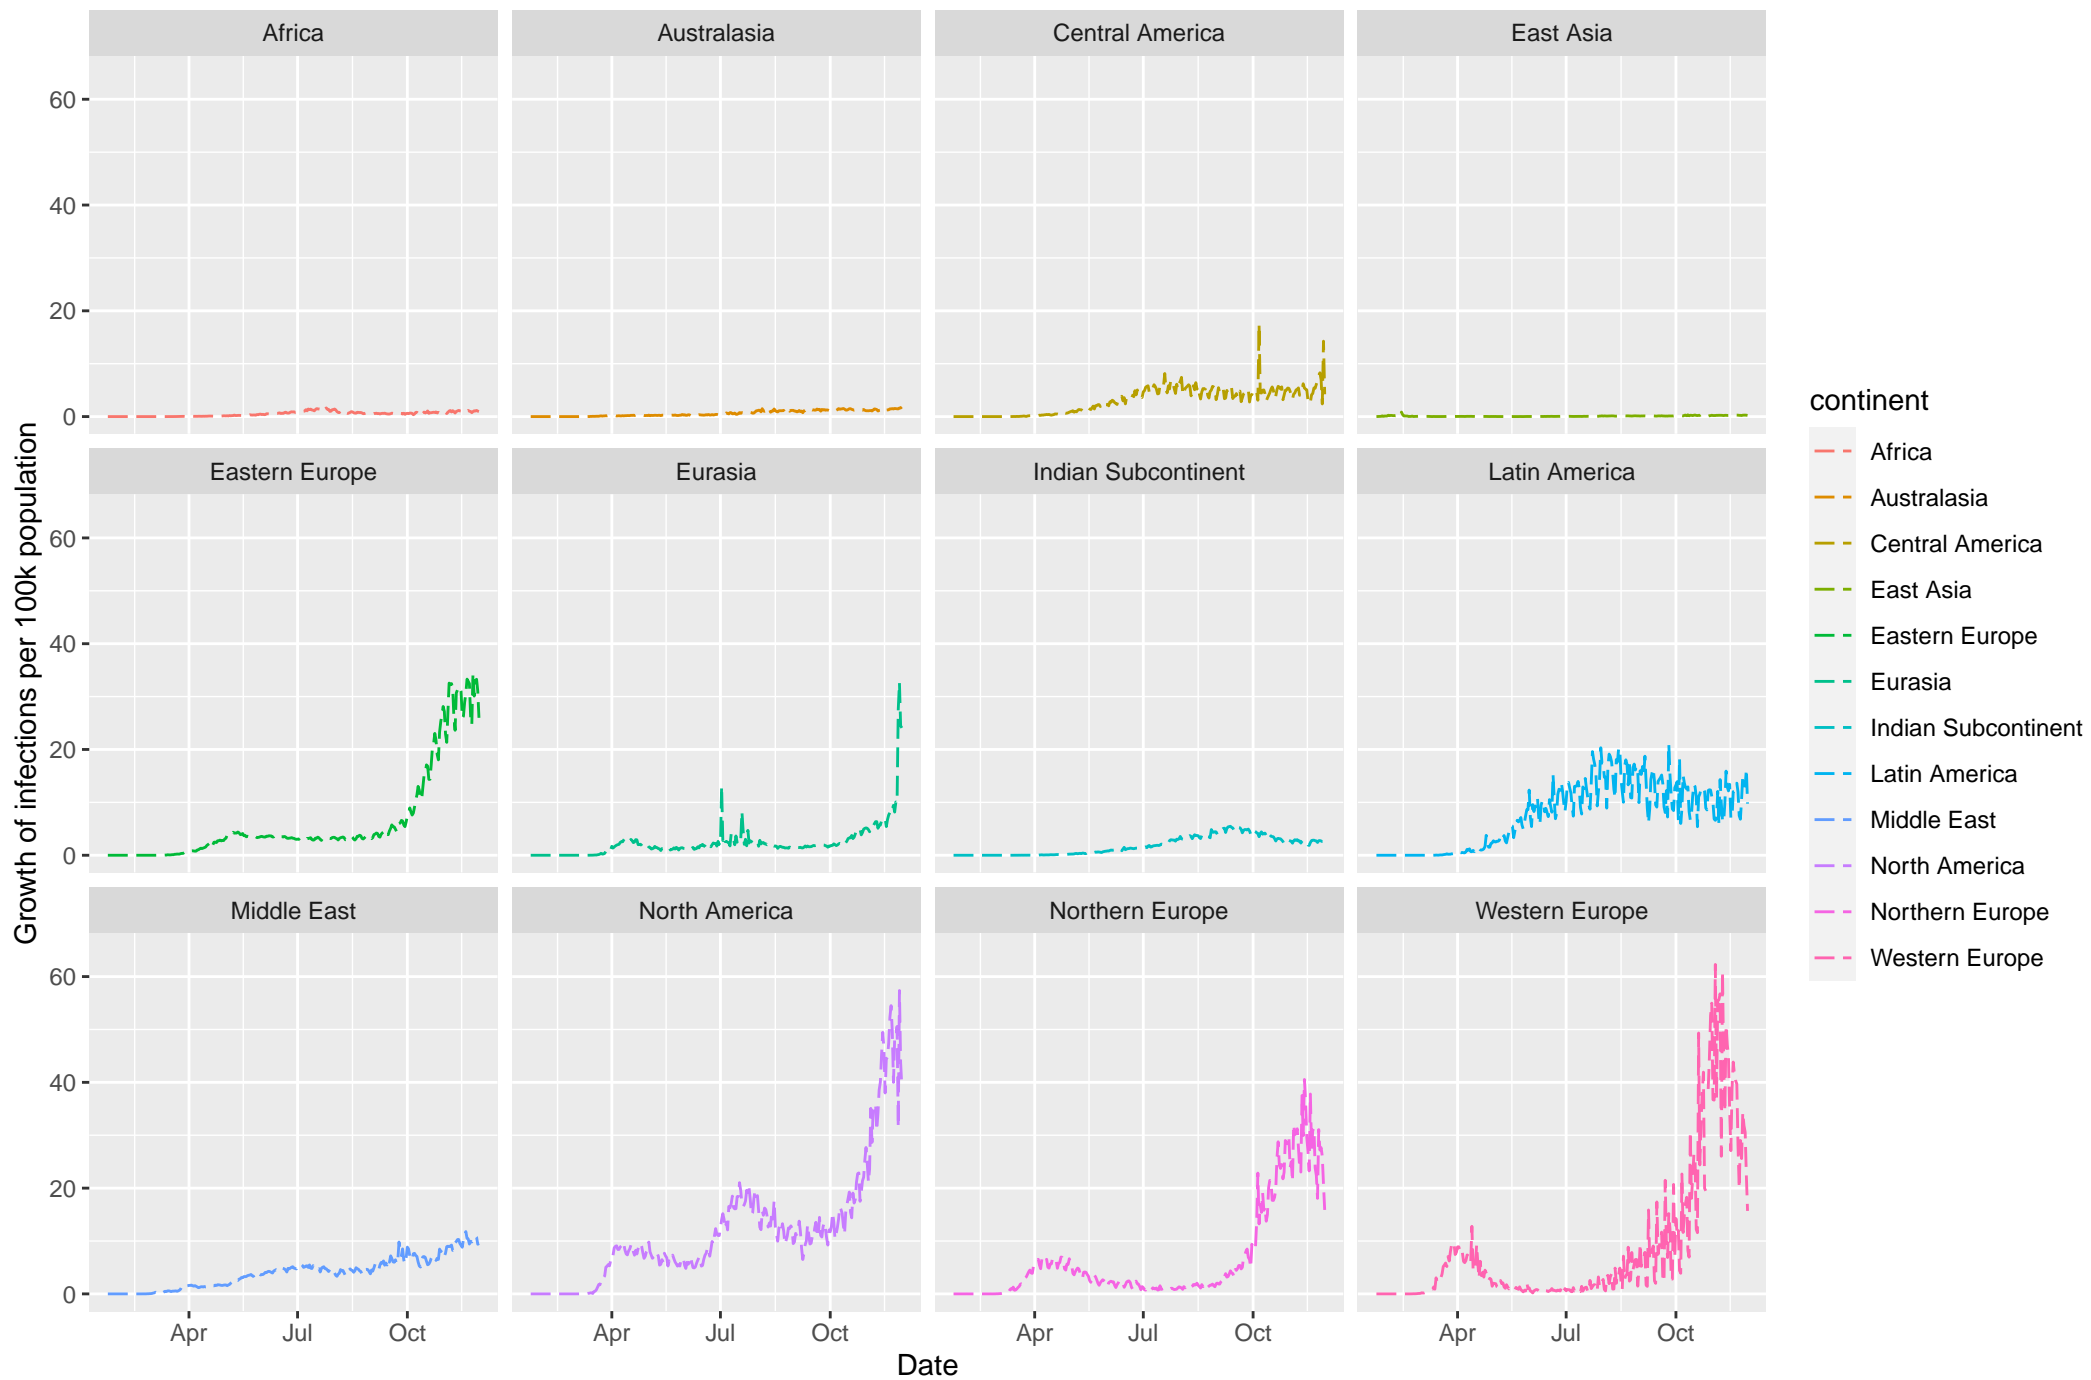 Africa
Australasia
Central America
East Asia
60
40
20
0
Eastern Europe
Eurasia
Indian Subcontinent
Latin America
60
40
20
0
Middle East
North America
Northern Europe
Western Europe
60
40
20
0
Apr Jul Oct
Apr Jul Oct
Apr Jul Oct
Apr Jul Oct
Date
Growth of infections per 100k population
continent
Africa
Australasia
Central America
East Asia
Eastern Europe
Eurasia
Indian Subcontinent
Latin America
Middle East
North America
Northern Europe
Western Europe